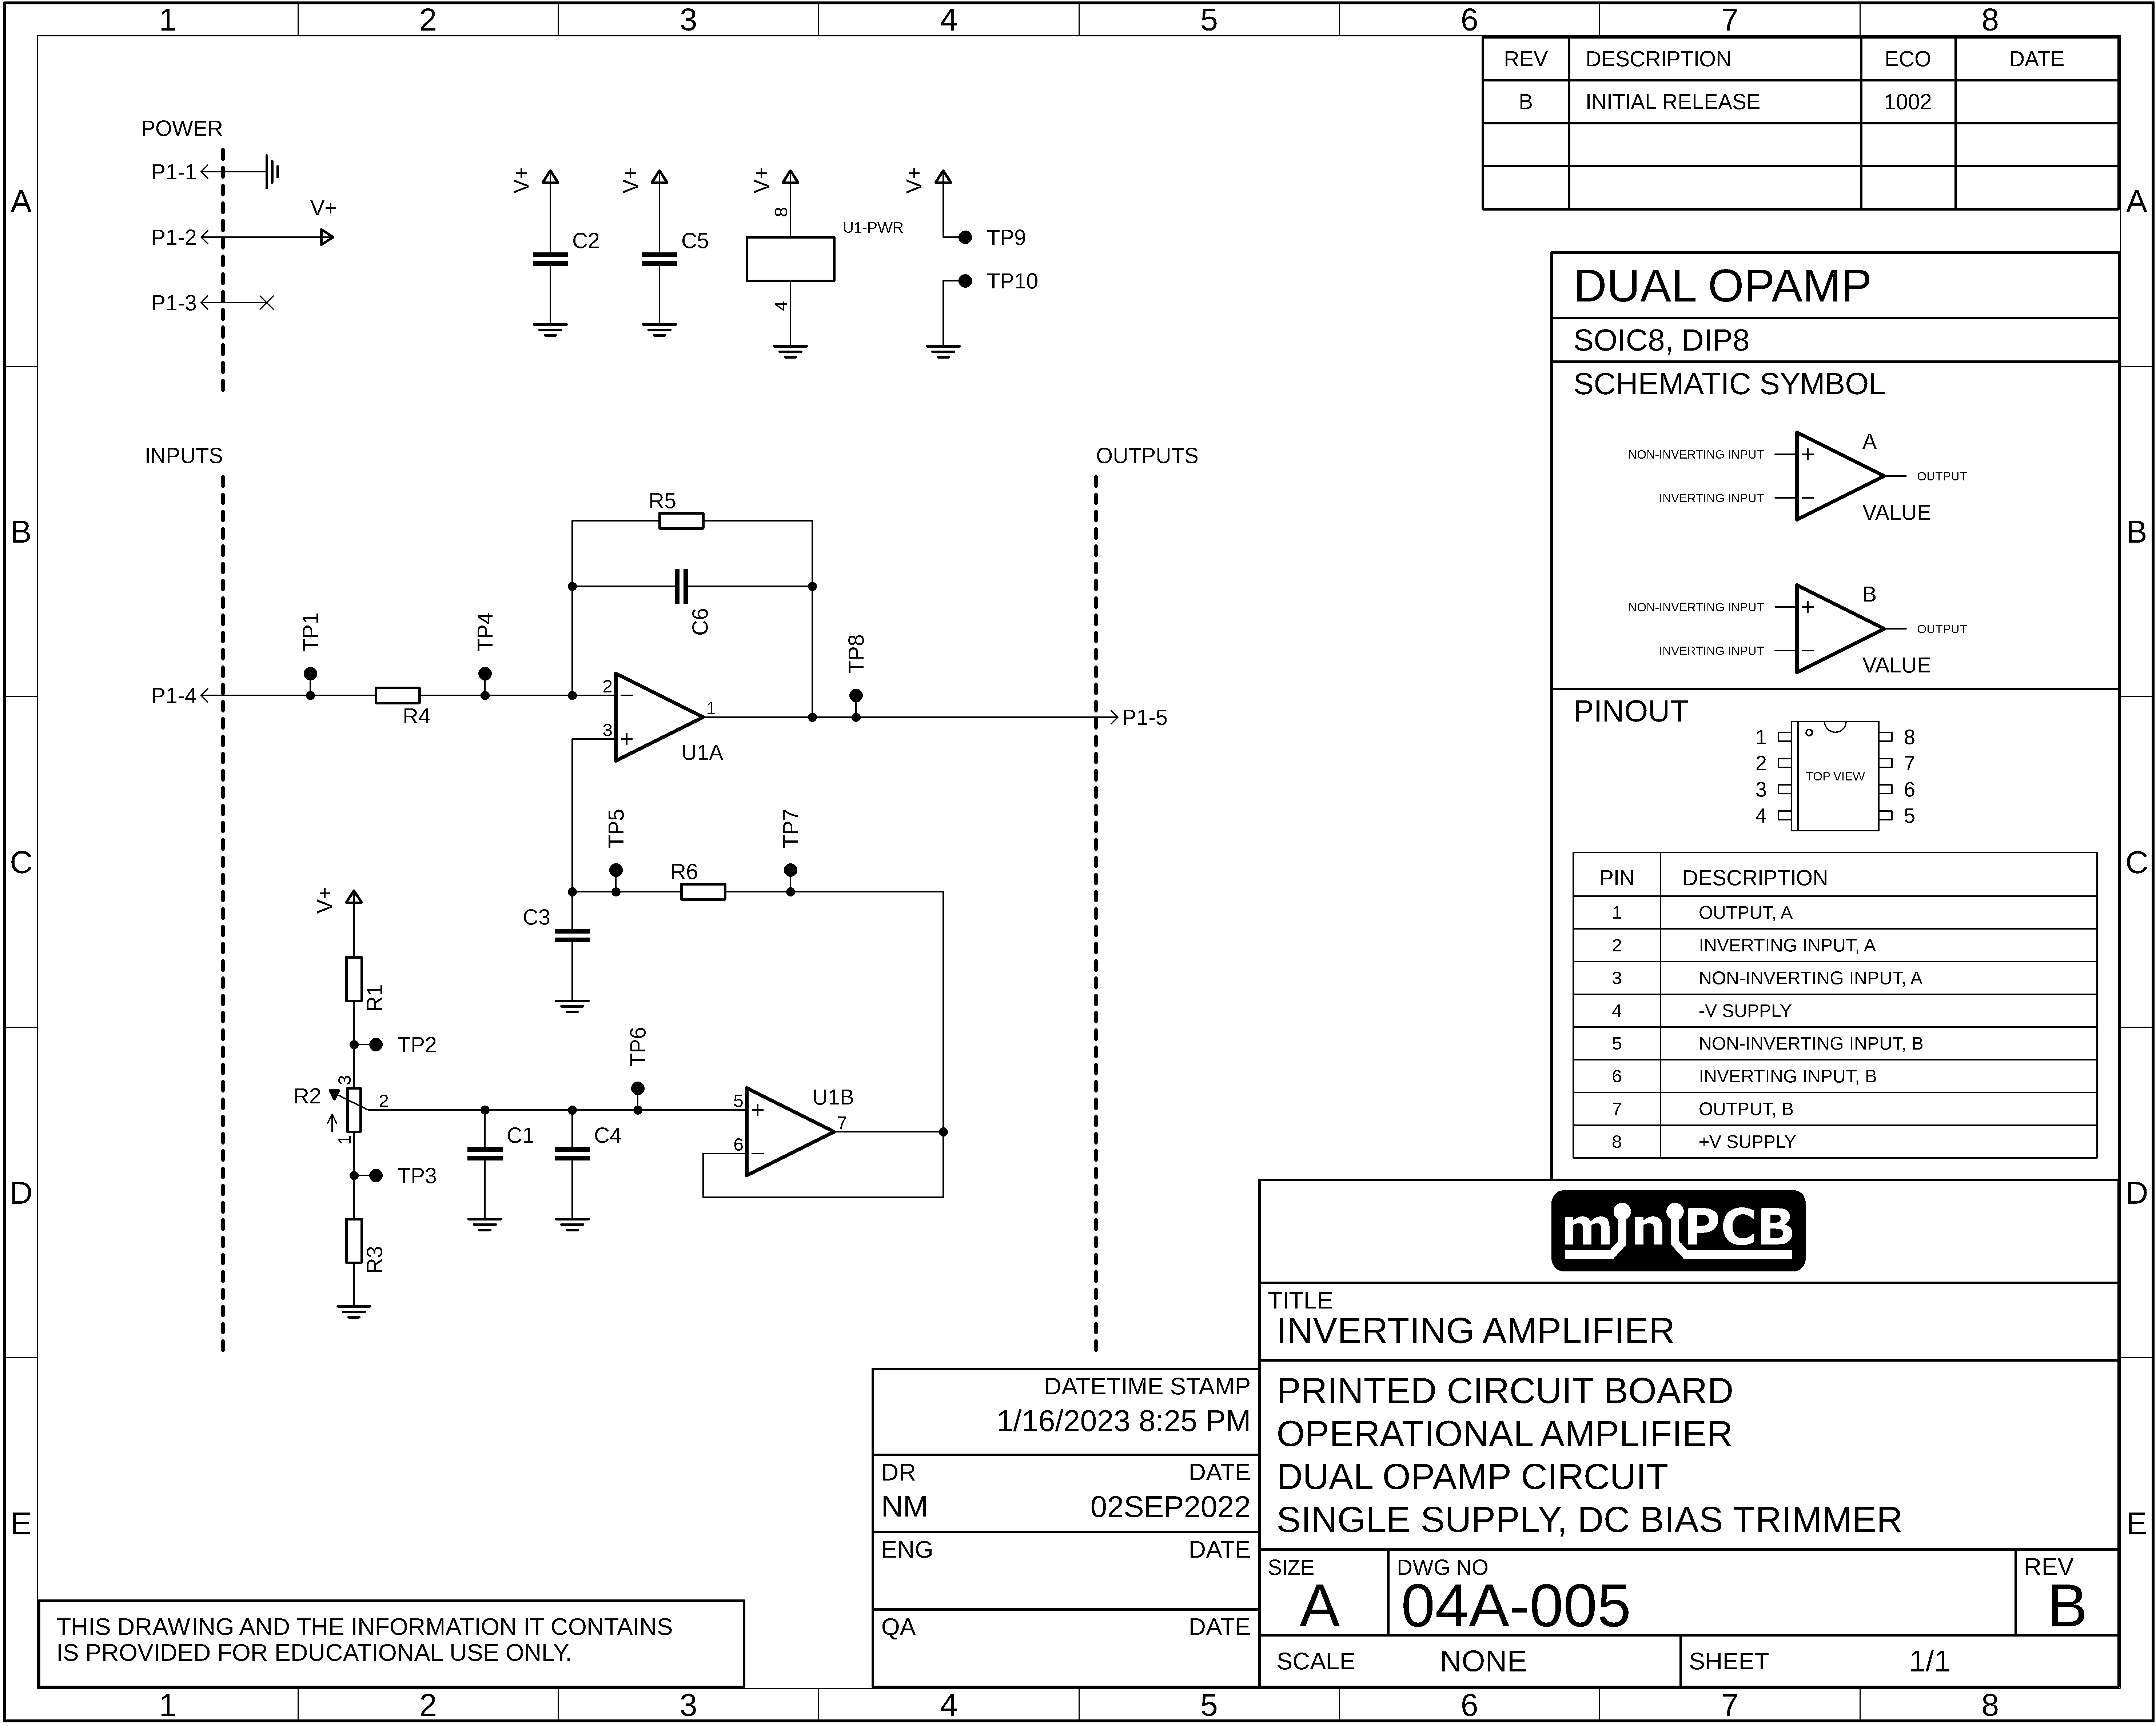 1 2 3 4 5 6 7 8
A
B
C
D
E
A
B
C
D
E
REV DESCRIPTION ECO DATE
B INITIAL RELEASE 1002
POWER
P1-1
V+
P1-2
P1-3
V+
C2
V+
C5
V+
8
U1-PWR
4
V+
TP9
TP10
INPUTS
OUTPUTS
R5
C6
TP1
TP4
TP8
P1-4
R4
2
3
1
U1A
P1-5
TP5
TP7
R6
C3
V+
R1
TP2
R2
3
2
1
TP3
R3
C1
C4
TP6
5
6
7
U1B
DUAL OPAMP
SOIC8, DIP8
SCHEMATIC SYMBOL
NON-INVERTING INPUT
INVERTING INPUT
A
OUTPUT
VALUE
NON-INVERTING INPUT
INVERTING INPUT
B
OUTPUT
VALUE
PINOUT
1 8
2 7
TOP VIEW
3 6
4 5
PIN DESCRIPTION
1 OUTPUT, A
2 INVERTING INPUT, A
3 NON-INVERTING INPUT, A
4 -V SUPPLY
5 NON-INVERTING INPUT, B
6 INVERTING INPUT, B
7 OUTPUT, B
8 +V SUPPLY
miniPCB
TITLE
INVERTING AMPLIFIER
PRINTED CIRCUIT BOARD
OPERATIONAL AMPLIFIER
DUAL OPAMP CIRCUIT
SINGLE SUPPLY, DC BIAS TRIMMER
DATETIME STAMP
1/16/2023 8:25 PM
DR DATE
NM 02SEP2022
ENG DATE
QA DATE
SIZE
A
DWG NO
04A-005
REV
B
SCALE NONE
SHEET 1/1
THIS DRAWING AND THE INFORMATION IT CONTAINS
IS PROVIDED FOR EDUCATIONAL USE ONLY.
1 2 3 4 5 6 7 8